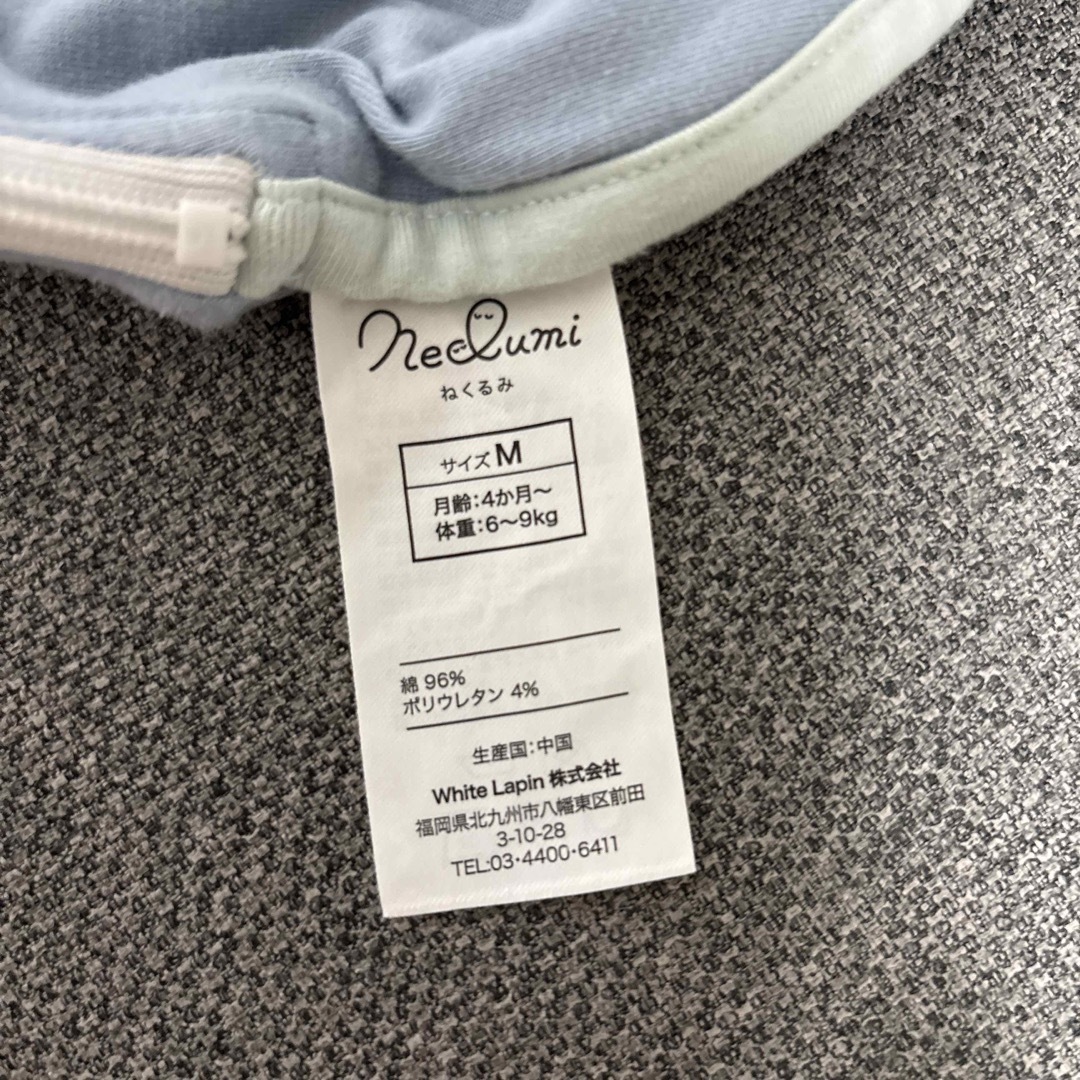 Neclumi
ねくるみ
サイズ M
月齢:4か月〜
体重:6〜9kg
綿 96%
ポリウレタン 4%
生産国:中国
White Lapin 株式会社
福岡県北九州市八幡東区前田
3-10-28
TEL:03・4400・6411